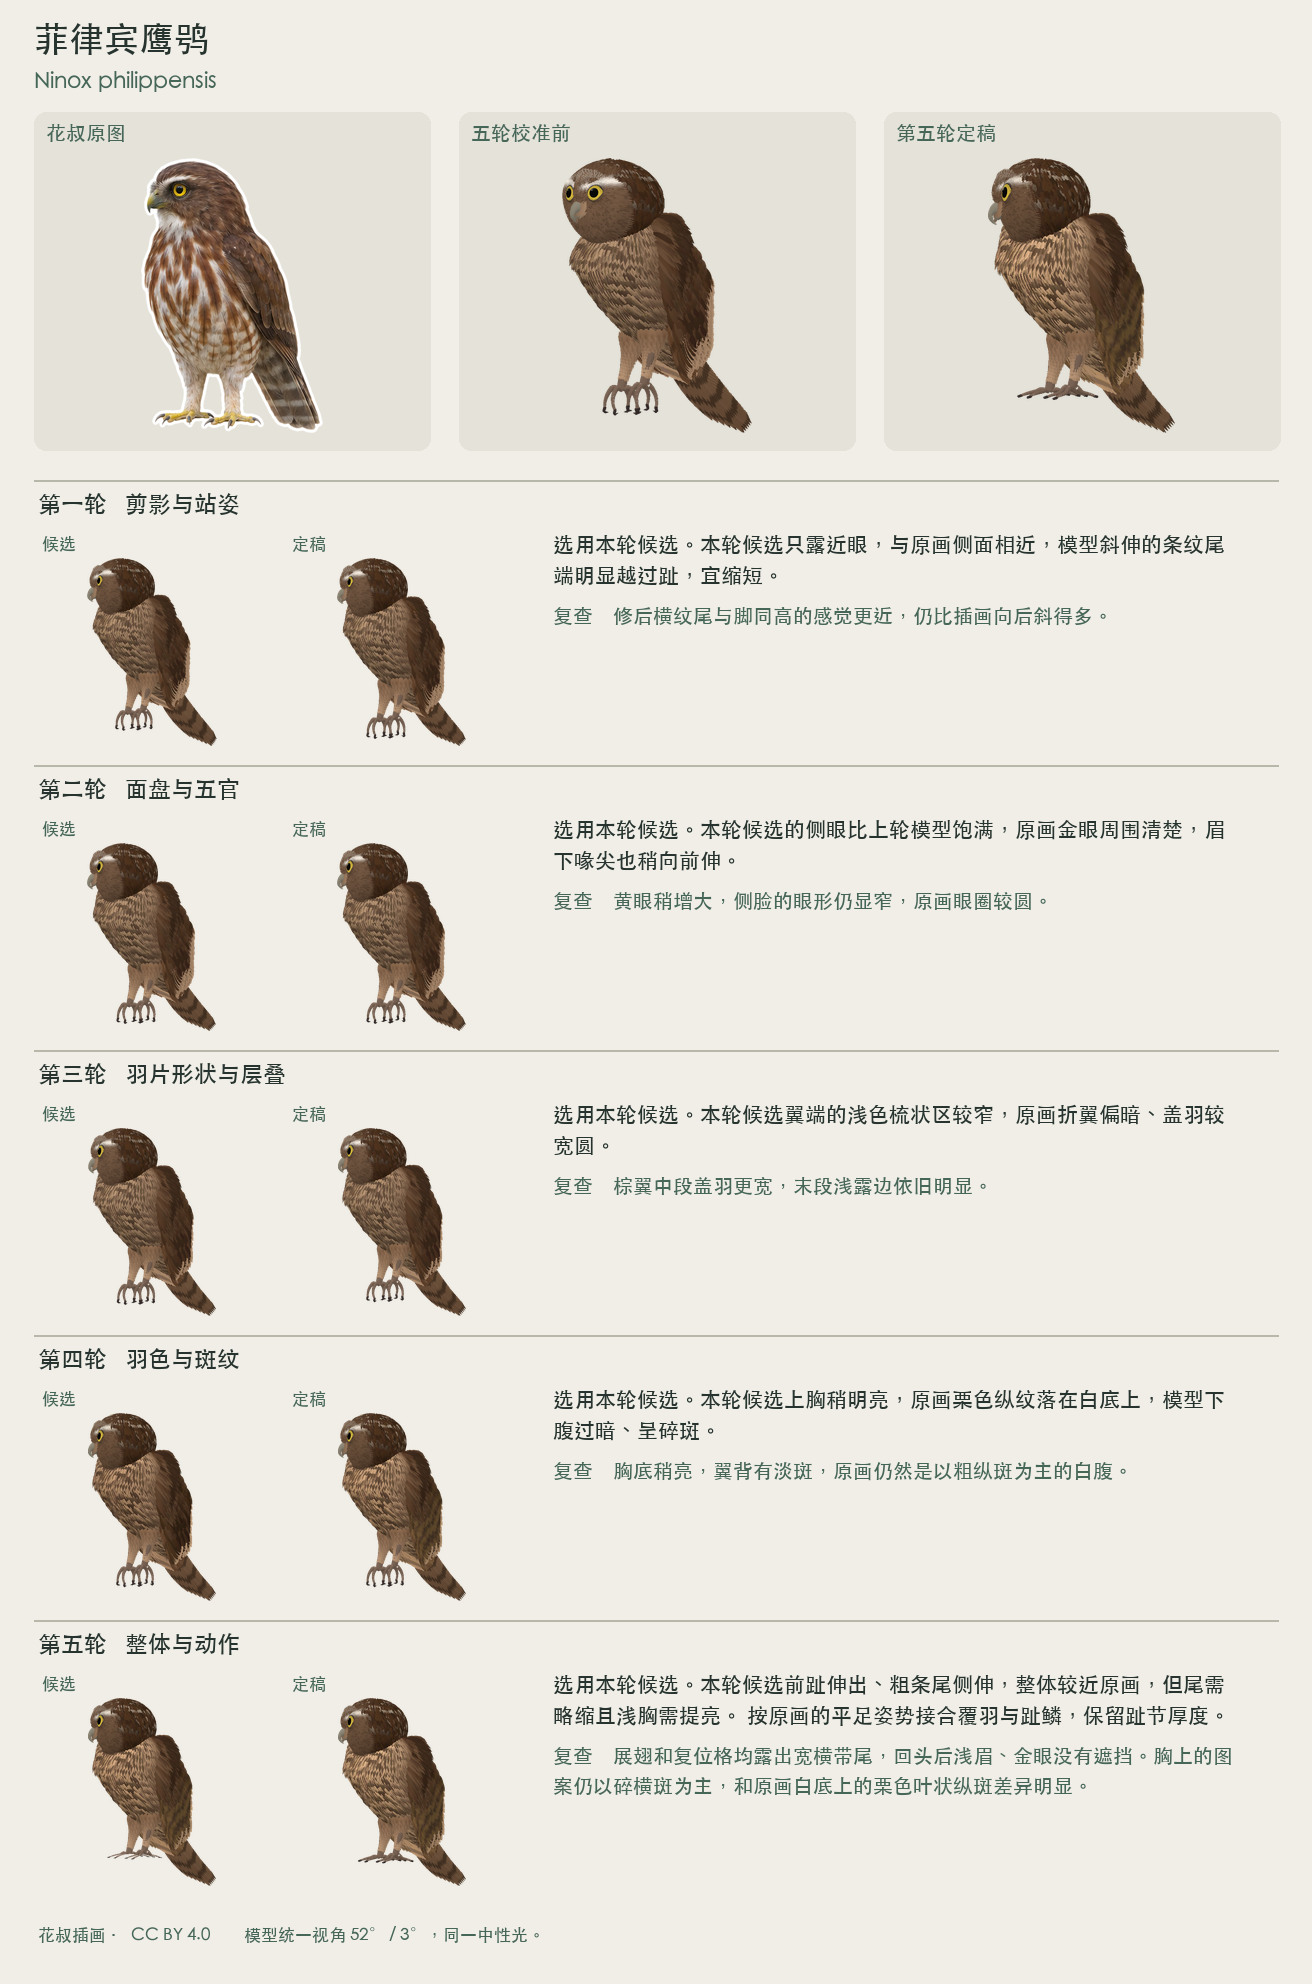 菲律宾鹰鸮
Ninox philippensis
花叔原图
五轮校准前
第五轮定稿
第一轮 剪影与站姿
候选
定稿
选用本轮候选。本轮候选只露近眼，与原画侧面相近，模型斜伸的条纹尾
端明显越过趾，宜缩短。
复查 修后横纹尾与脚同高的感觉更近，仍比插画向后斜得多。
第二轮 面盘与五官
候选
定稿
选用本轮候选。本轮候选的侧眼比上轮模型饱满，原画金眼周围清楚，眉
下喙尖也稍向前伸。
复查 黄眼稍增大，侧脸的眼形仍显窄，原画眼圈较圆。
第三轮 羽片形状与层叠
候选
定稿
选用本轮候选。本轮候选翼端的浅色梳状区较窄，原画折翼偏暗、盖羽较
宽圆。
复查 棕翼中段盖羽更宽，末段浅露边依旧明显。
第四轮 羽色与斑纹
候选
定稿
选用本轮候选。本轮候选上胸稍明亮，原画栗色纵纹落在白底上，模型下
腹过暗、呈碎斑。
复查 胸底稍亮，翼背有淡斑，原画仍然是以粗纵斑为主的白腹。
第五轮 整体与动作
候选
定稿
选用本轮候选。本轮候选前趾伸出、粗条尾侧伸，整体较近原画，但尾需
略缩且浅胸需提亮。 按原画的平足姿势接合覆羽与趾鳞，保留趾节厚度。
复查 展翅和复位格均露出宽横带尾，回头后浅眉、金眼没有遮挡。胸上的图
案仍以碎横斑为主，和原画白底上的栗色叶状纵斑差异明显。
花叔插画 · CC BY 4.0 模型统一视角 52° / 3° ，同一中性光。